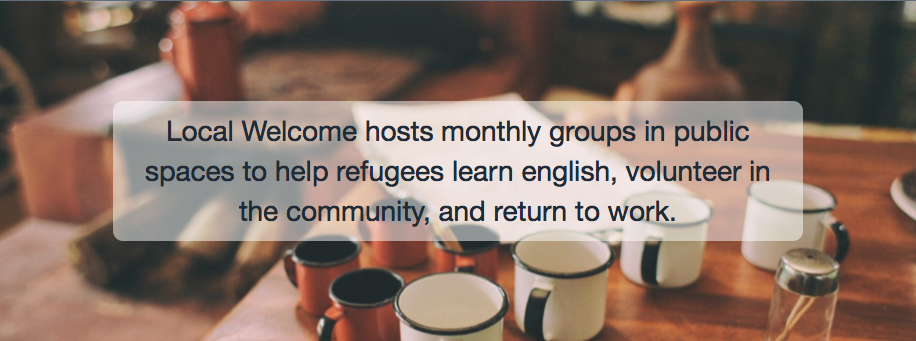 Local Welcome hosts monthly groups in public
spaces to help refugees learn english, volunteer in
the community, and return to work.